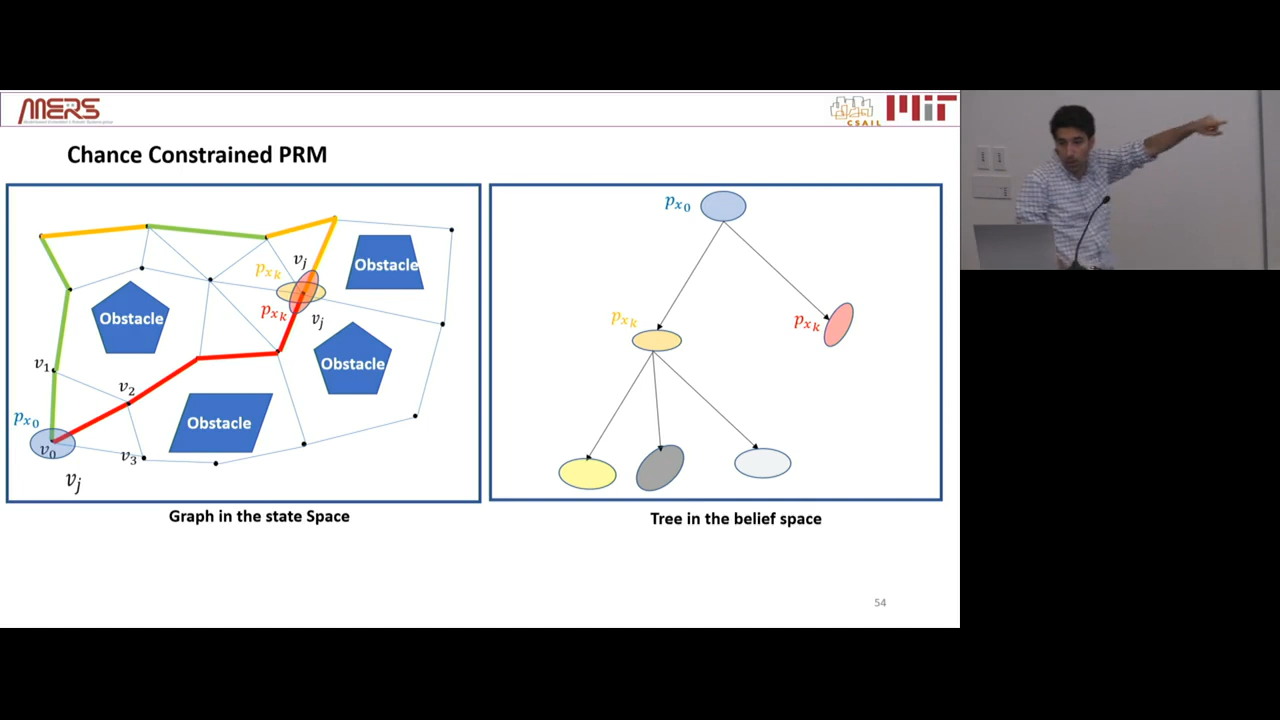 MERS
CSAIL
MIT
Chance Constrained PRM
Obstacle
Obstacle
Obstacle
Obstacle
p_{x_k}
v_j
p_{x_k}
v_j
v_1
v_2
p_{x_0}
v_0
v_3
v_j
Graph in the state Space
p_{x_0}
p_{x_k}
p_{x_k}
Tree in the belief space
54